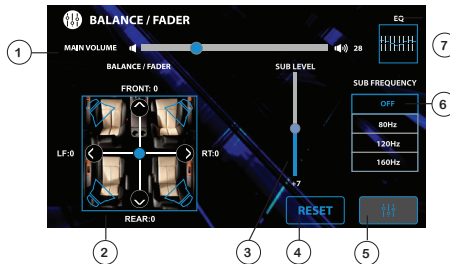 BALANCE / FADER
EQ
MAIN VOLUME 28
BALANCE / FADER
SUB LEVEL
FRONT: 0
SUB FREQUENCY
OFF
80Hz
120Hz
160Hz
LF:0
RT:0
+7
REAR:0
RESET
1
2
3
4
5
6
7